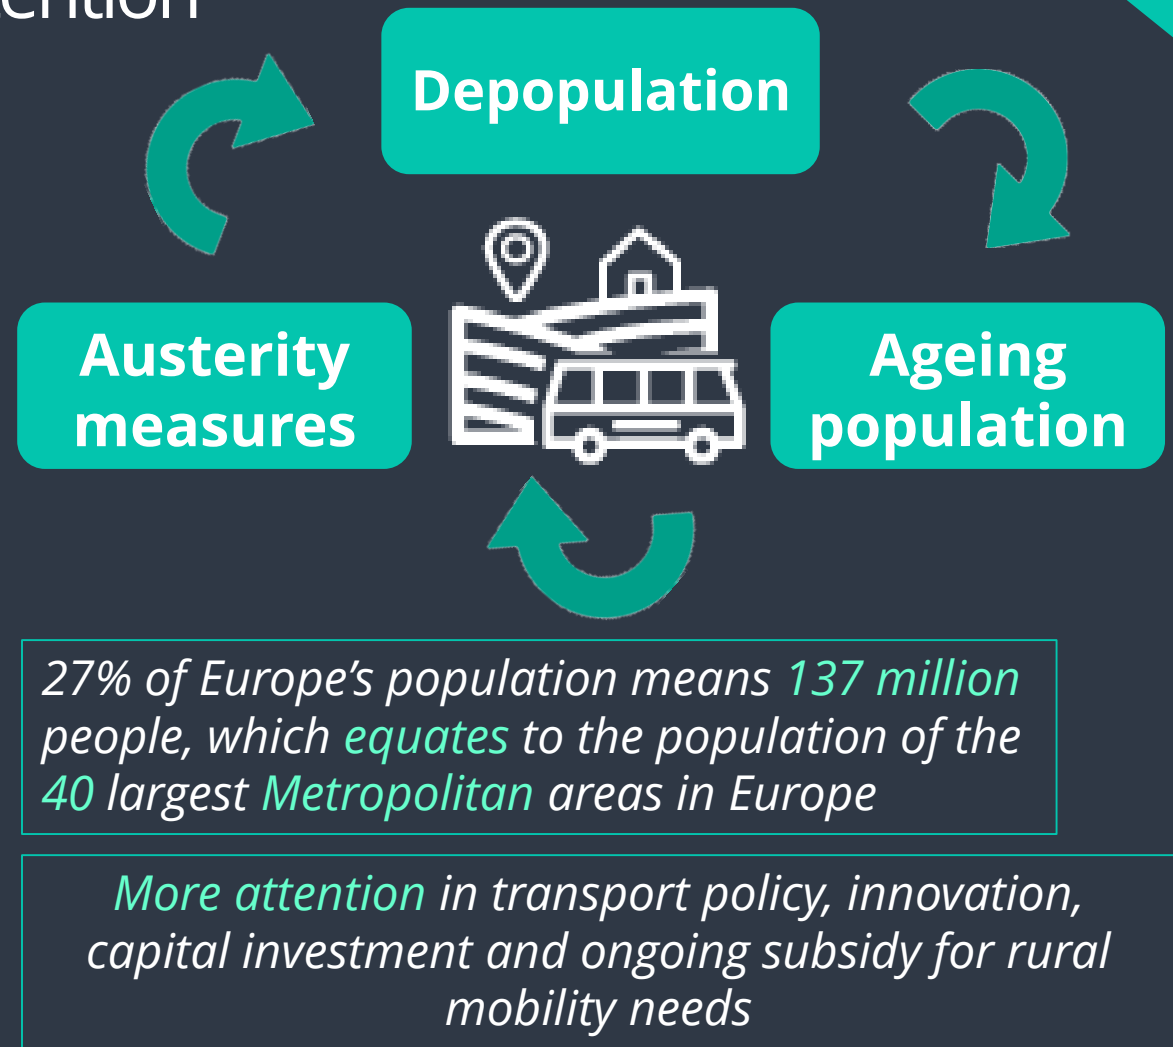 Depopulation
Austerity
measures
Ageing
population
27% of Europe’s population means 137 million
people, which equates to the population of the
40 largest Metropolitan areas in Europe
More attention in transport policy, innovation,
capital investment and ongoing subsidy for rural
mobility needs